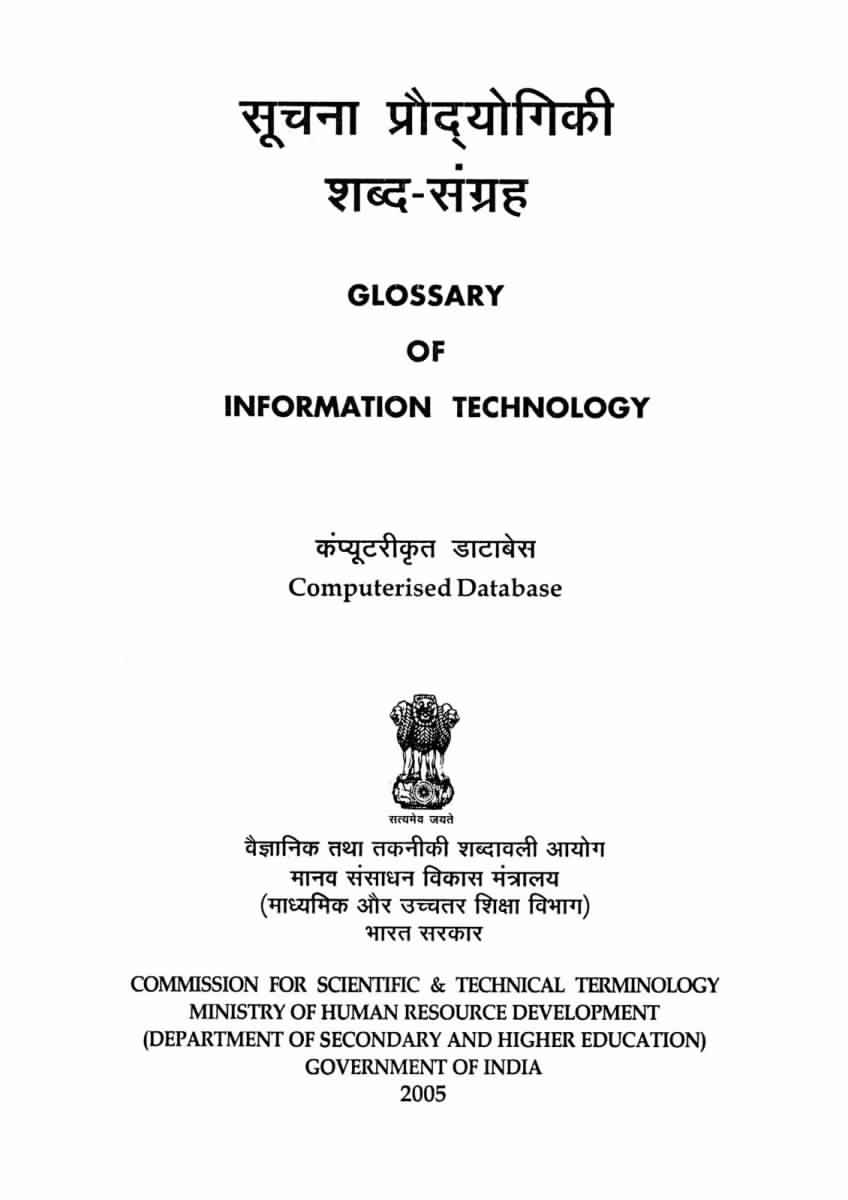 सूचना प्रौद्‌योगिकी
शब्द-संग्रह
GLOSSARY
OF
INFORMATION TECHNOLOGY
कंप्यूटरीकृत डाटाबेस
Computerised Database
सत्यमेव जयते
वैज्ञानिक तथा तकनीकी शब्दावली आयोग
मानव संसाधन विकास मंत्रालय
(माध्यमिक और उच्चतर शिक्षा विभाग)
भारत सरकार
COMMISSION FOR SCIENTIFIC & TECHNICAL TERMINOLOGY
MINISTRY OF HUMAN RESOURCE DEVELOPMENT
(DEPARTMENT OF SECONDARY AND HIGHER EDUCATION)
GOVERNMENT OF INDIA
2005